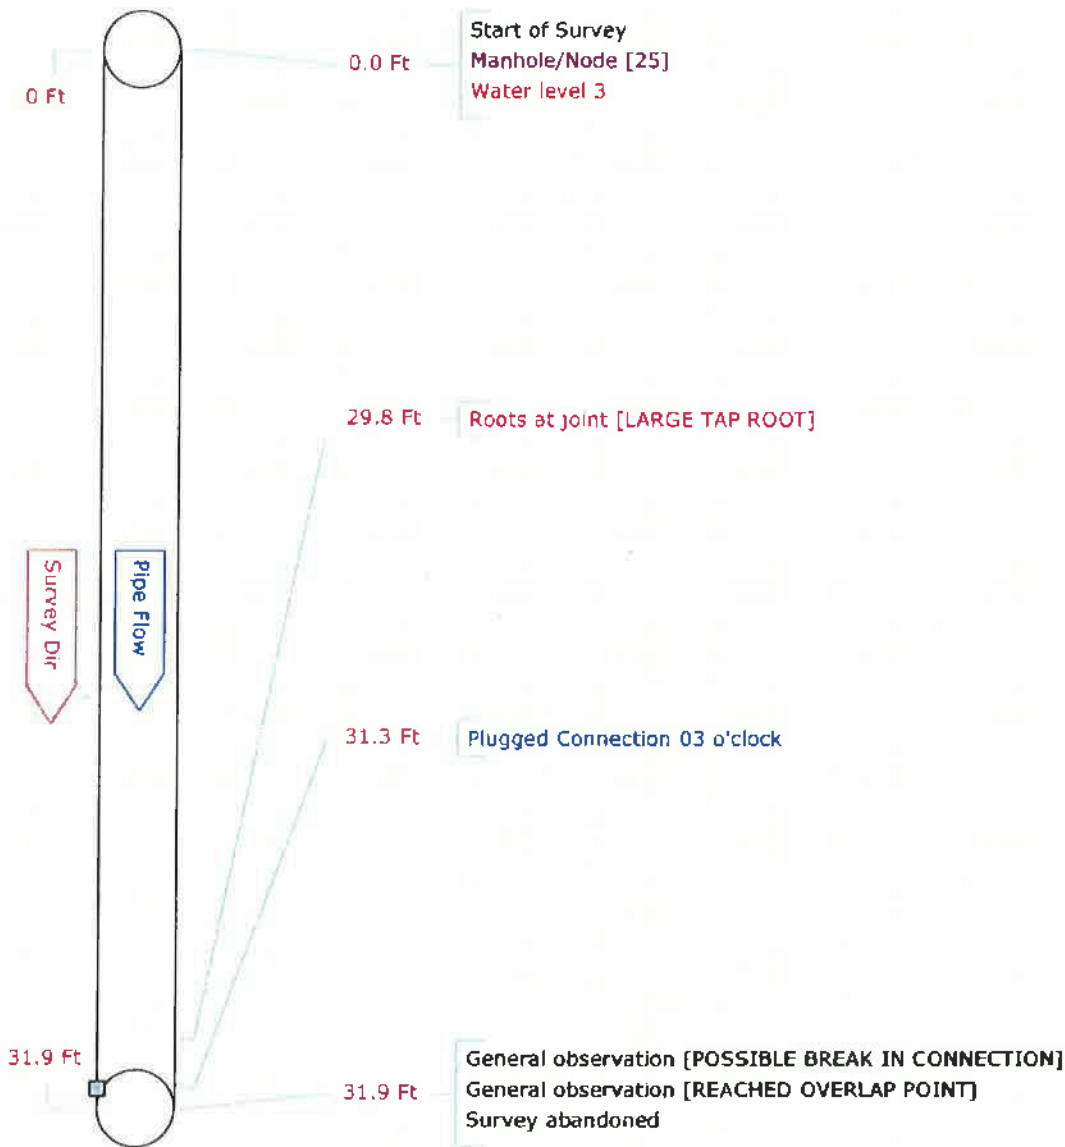 0 Ft
0.0 Ft
Start of Survey
Manhole/Node [25]
Water level 3
29.8 Ft
Roots at joint [LARGE TAP ROOT]
Survey Dir
Pipe Flow
31.3 Ft
Plugged Connection 03 o'clock
31.9 Ft
31.9 Ft
General observation [POSSIBLE BREAK IN CONNECTION]
General observation [REACHED OVERLAP POINT]
Survey abandoned